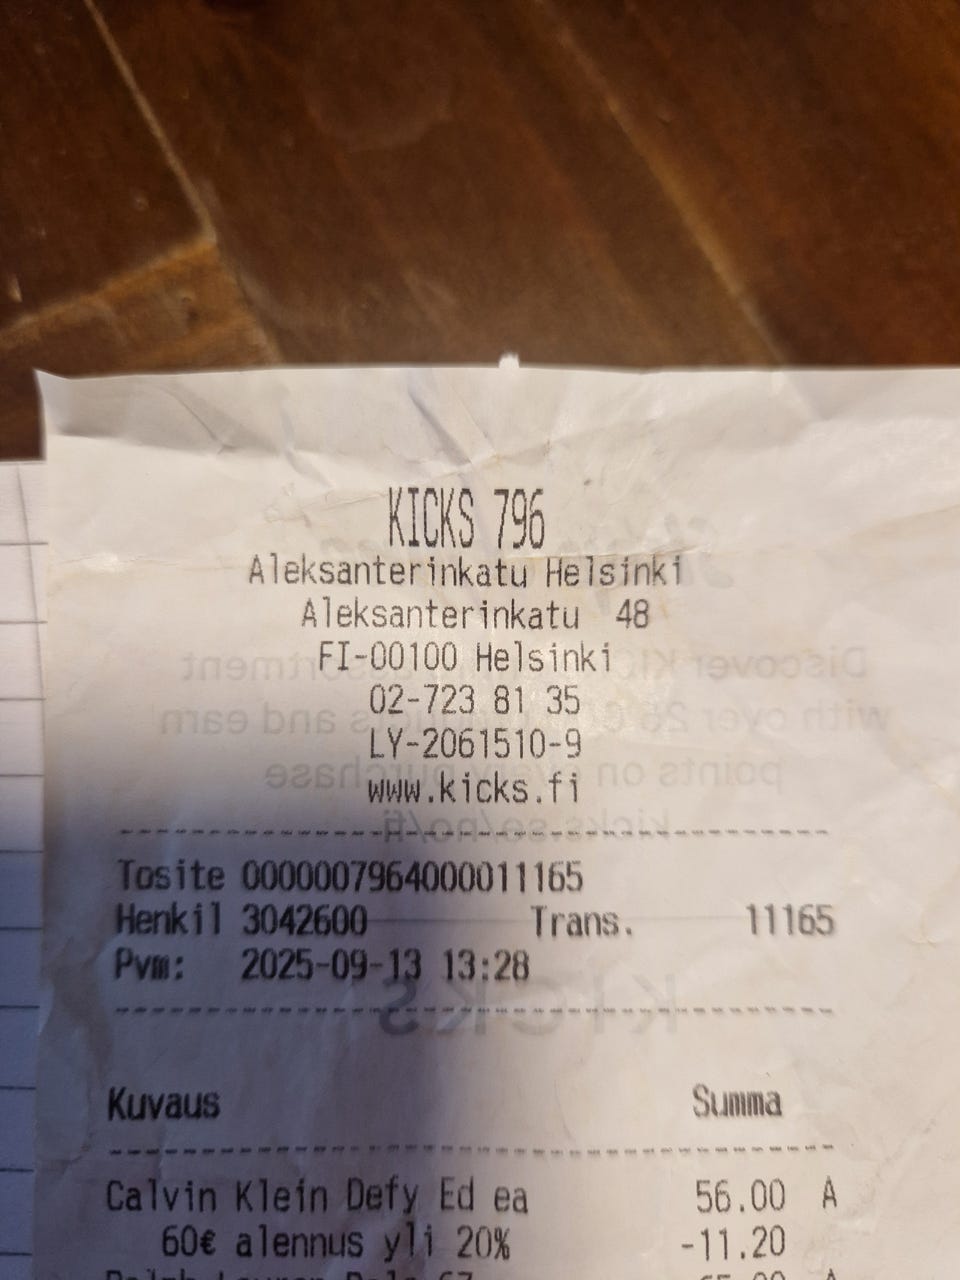 KICKS 796
Aleksanterinkatu Helsinki
Aleksanterinkatu 48
FI-00100 Helsinki
02-723 81 35
LY-2061510-9
www.kicks.fi
Tosite 0000007964000011165
Henkil 3042600 Trans. 11165
Pvm: 2025-09-13 13:28
Kuvaus Summa
Calvin Klein Defy Ed ea 56.00 A
60€ alennus yli 20% -11.20